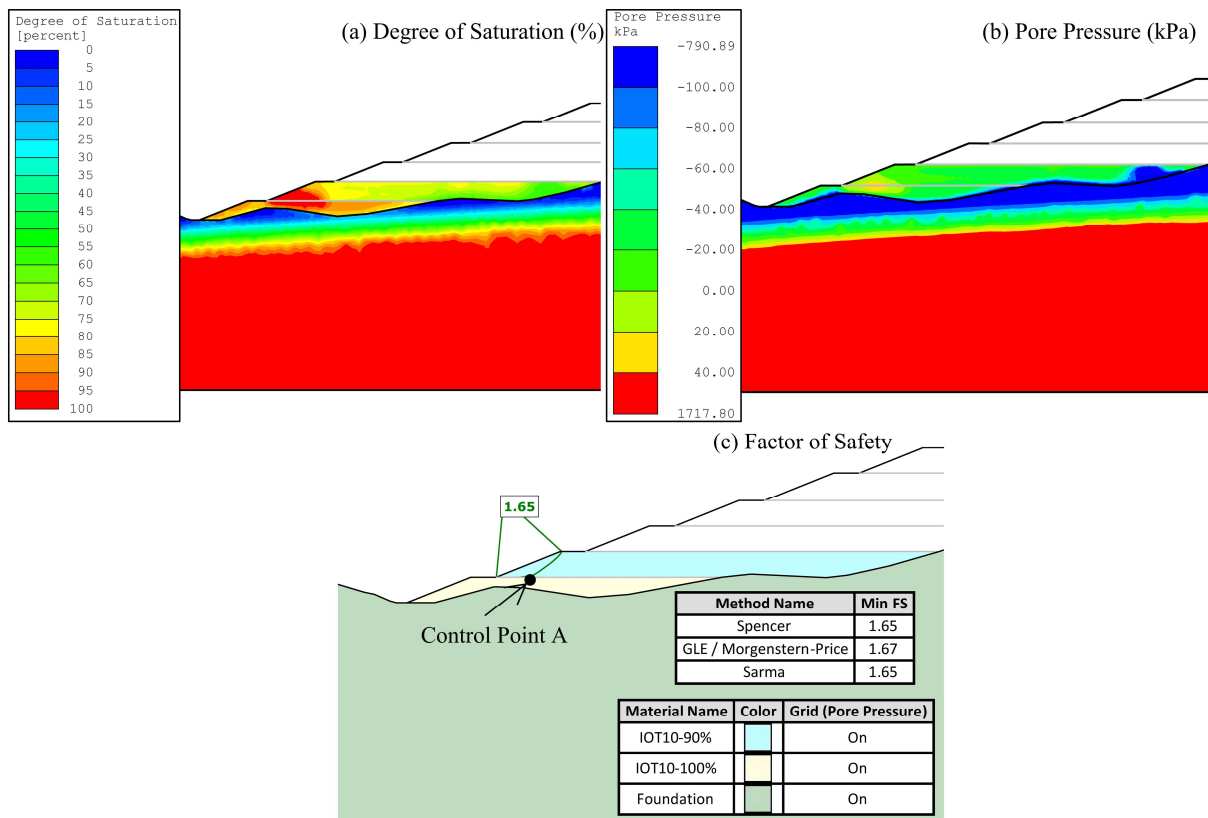 Degree of Saturation
[percent]
0
5
10
15
20
25
30
35
40
45
50
55
60
65
70
75
80
85
90
95
100
(a) Degree of Saturation (%)
Pore Pressure
kPa
-790.89
-100.00
-80.00
-60.00
-40.00
-20.00
0.00
20.00
40.00
1717.80
(b) Pore Pressure (kPa)
(c) Factor of Safety
1.65
Control Point A
Method Name Min FS
Spencer 1.65
GLE / Morgenstern-Price 1.67
Sarma 1.65
Material Name Color Grid (Pore Pressure)
IOT10-90% On
IOT10-100% On
Foundation On